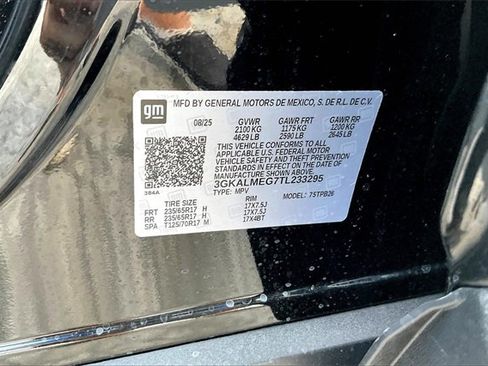 gm
MFD BY GENERAL MOTORS DE MEXICO, S. DE R.L. DE C.V.
08/25 GVWR GAWR FRT GAWR RR
2100 KG 1175 KG 1200 KG
4629 LB 2590 LB 2645 LB
THIS VEHICLE CONFORMS TO ALL
APPLICABLE U.S. FEDERAL MOTOR
VEHICLE SAFETY AND THEFT PREVENTION
STANDARDS IN EFFECT ON THE DATE OF
MANUFACTURE SHOWN ABOVE.
3GKALMEG7TL233295
384A TYPE: MPV MODEL: 7STPB26
TIRE SIZE RIM
FRT 235/65R17 H 17X7.5J
RR 235/65R17 H 17X7.5J
SPA T125/70R17 M 17X4BT